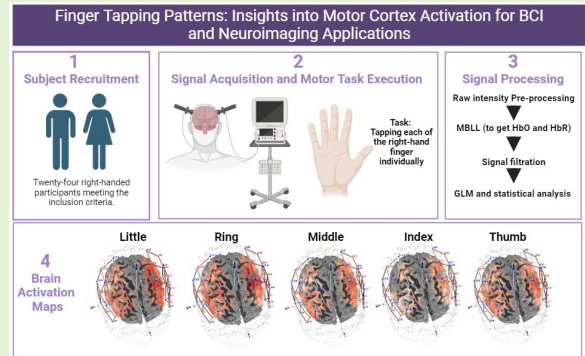 Finger Tapping Patterns: Insights into Motor Cortex Activation for BCI
and Neuroimaging Applications
1
Subject Recruitment
Twenty-four right-handed
participants meeting the
inclusion criteria.
2
Signal Acquisition and Motor Task Execution
Task:
Tapping each of
the right-hand
finger
individually
3
Signal Processing
Raw intensity Pre-processing
MBLL (to get HbO and HbR)
Signal filtration
GLM and statistical analysis
4
Brain
Activation
Maps
Little
Ring
Middle
Index
Thumb